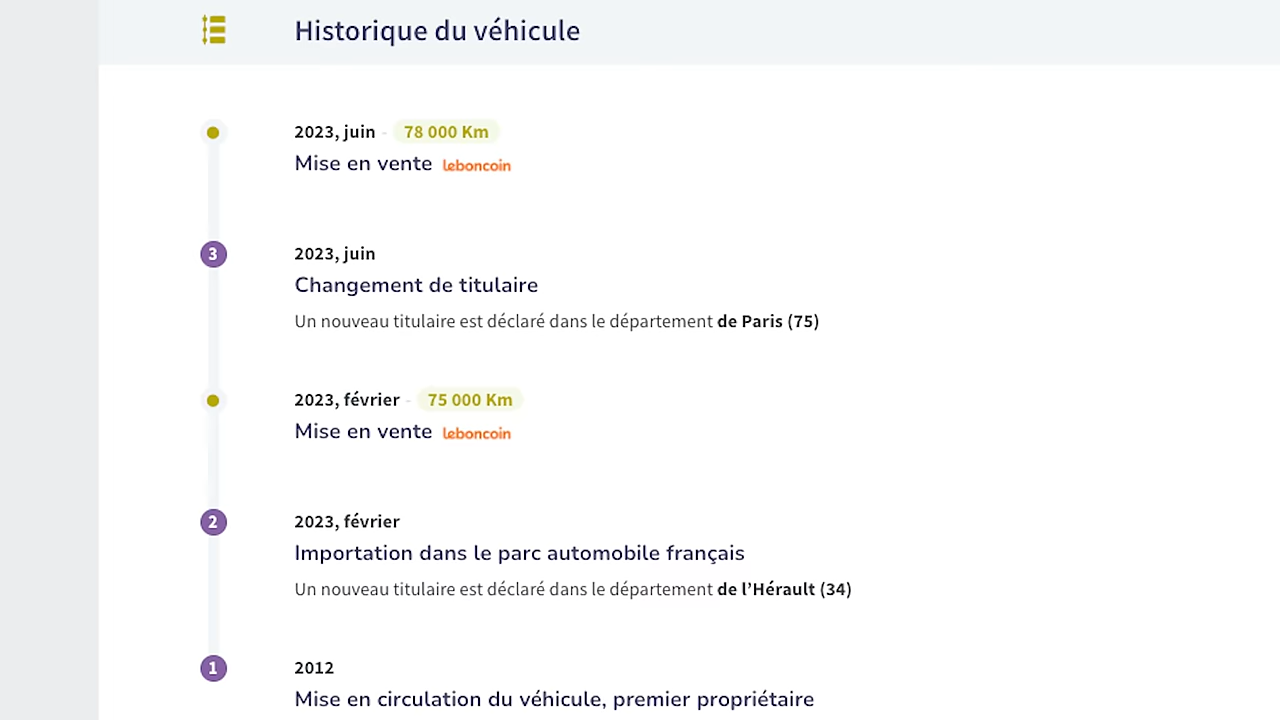 Historique du véhicule
2023, juin - 78 000 Km
Mise en vente leboncoin
3 2023, juin
Changement de titulaire
Un nouveau titulaire est déclaré dans le département de Paris (75)
2023, février - 75 000 Km
Mise en vente leboncoin
2 2023, février
Importation dans le parc automobile français
Un nouveau titulaire est déclaré dans le département de l’Hérault (34)
1 2012
Mise en circulation du véhicule, premier propriétaire